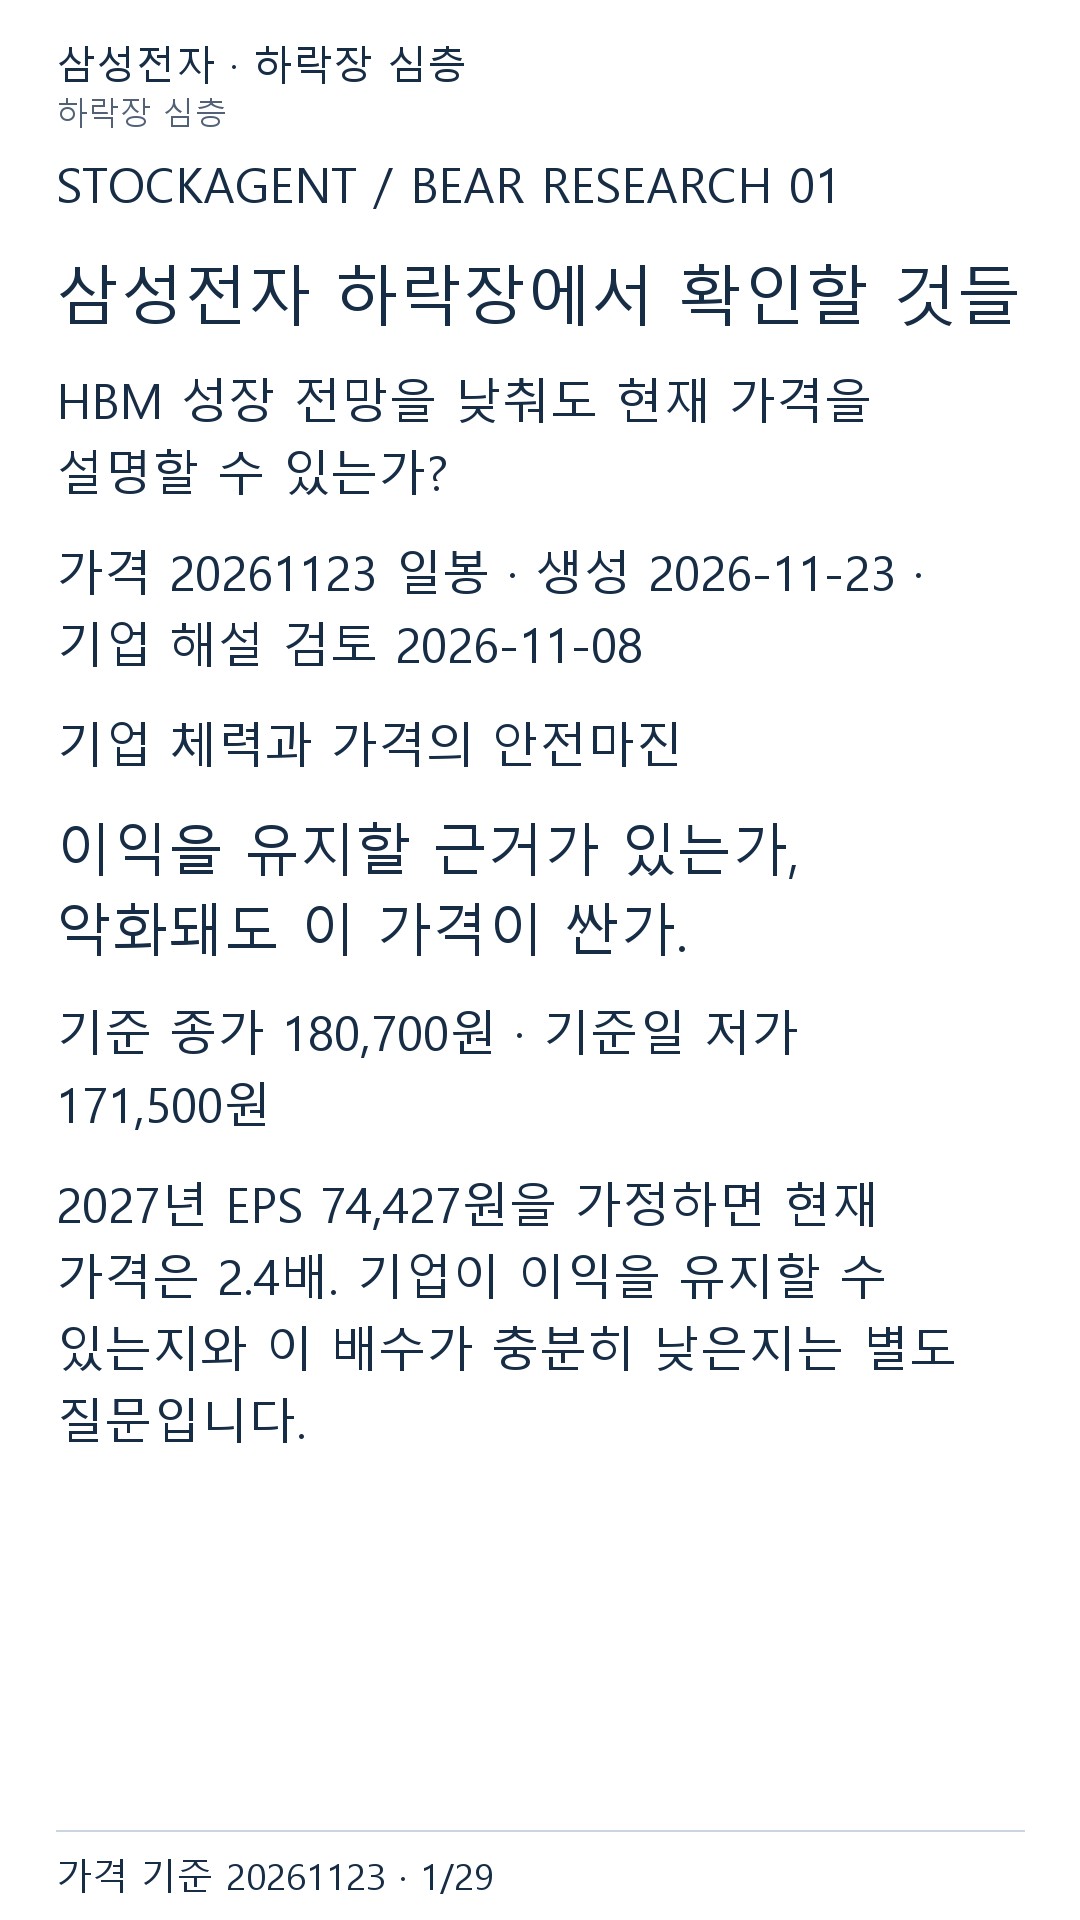 삼성전자 · 하락장 심층
하락장 심층
STOCKAGENT / BEAR RESEARCH 01
삼성전자 하락장에서 확인할 것들
HBM 성장 전망을 낮춰도 현재 가격을
설명할 수 있는가?
가격 20261123 일봉 · 생성 2026-11-23 ·
기업 해설 검토 2026-11-08
기업 체력과 가격의 안전마진
이익을 유지할 근거가 있는가,
악화돼도 이 가격이 싼가.
기준 종가 180,700원 · 기준일 저가
171,500원
2027년 EPS 74,427원을 가정하면 현재
가격은 2.4배. 기업이 이익을 유지할 수
있는지와 이 배수가 충분히 낮은지는 별도
질문입니다.
가격 기준 20261123 · 1/29